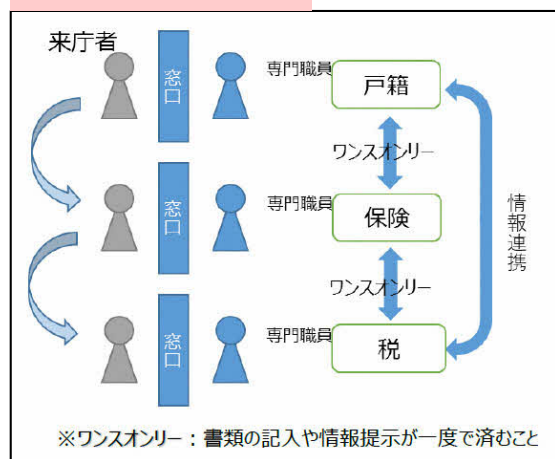 来庁者
窓口
専門職員
戸籍
ワンスオンリー
窓口
専門職員
保険
情報連携
ワンスオンリー
窓口
専門職員
税
※ワンスオンリー：書類の記入や情報提示が一度で済むこと